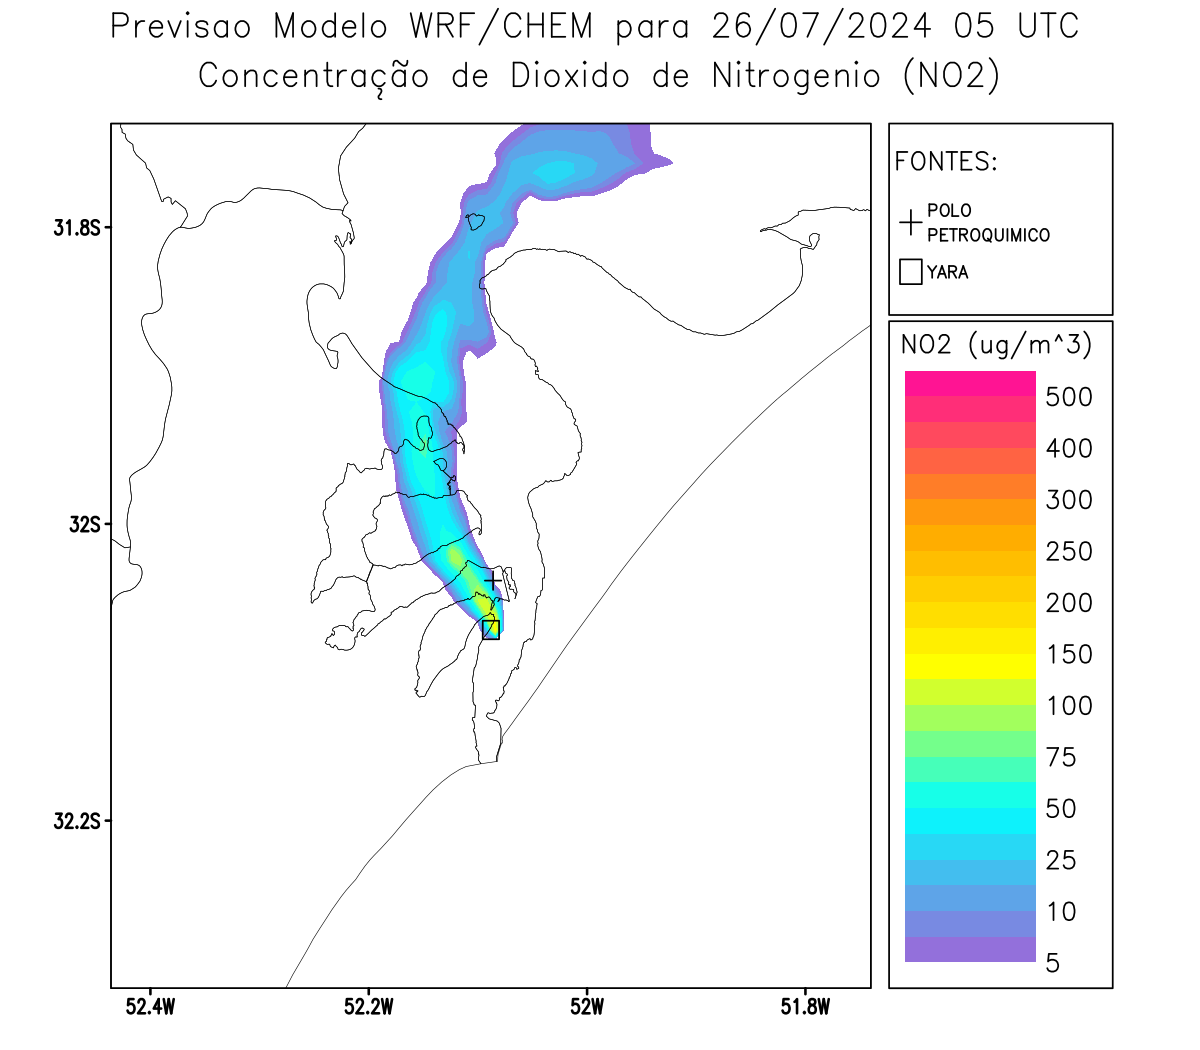 Previsao Modelo WRF/CHEM para 26/07/2024 05 UTC
Concentração de Dioxido de Nitrogenio (NO2)
FONTES:
POLO
PETROQUIMICO
YARA
NO2 (ug/m^3)
500
400
300
250
200
150
100
75
50
25
10
5
31.8S
32S
32.2S
52.4W
52.2W
52W
51.8W